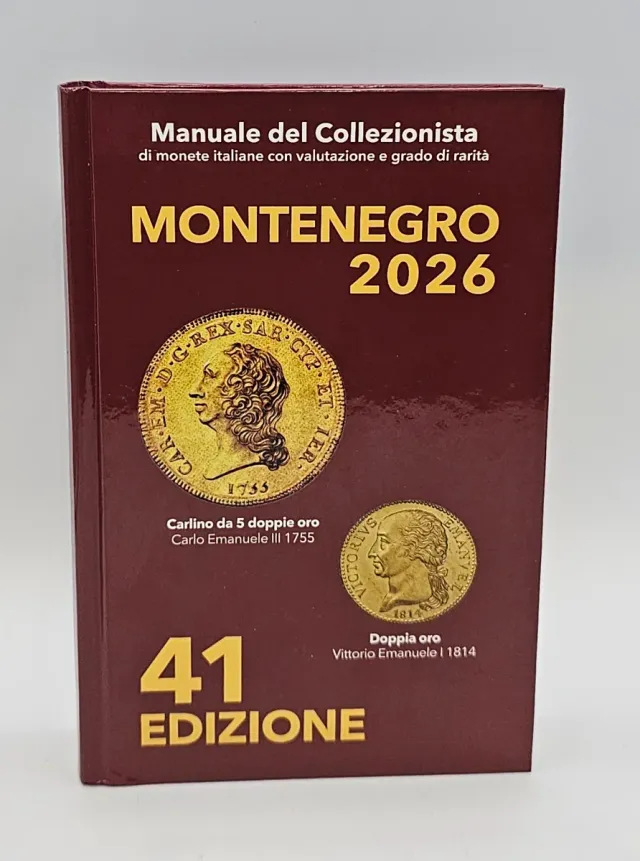 Manuale del Collezionista
di monete italiane con valutazione e grado di rarità
MONTENEGRO
2026
CAR·EM·D·G·REX·SAR·CYP·ET·IER·
1755
Carlino da 5 doppie oro
Carlo Emanuele III 1755
VICTORIVS EMANVEL
1814
Doppia oro
Vittorio Emanuele I 1814
41
EDIZIONE